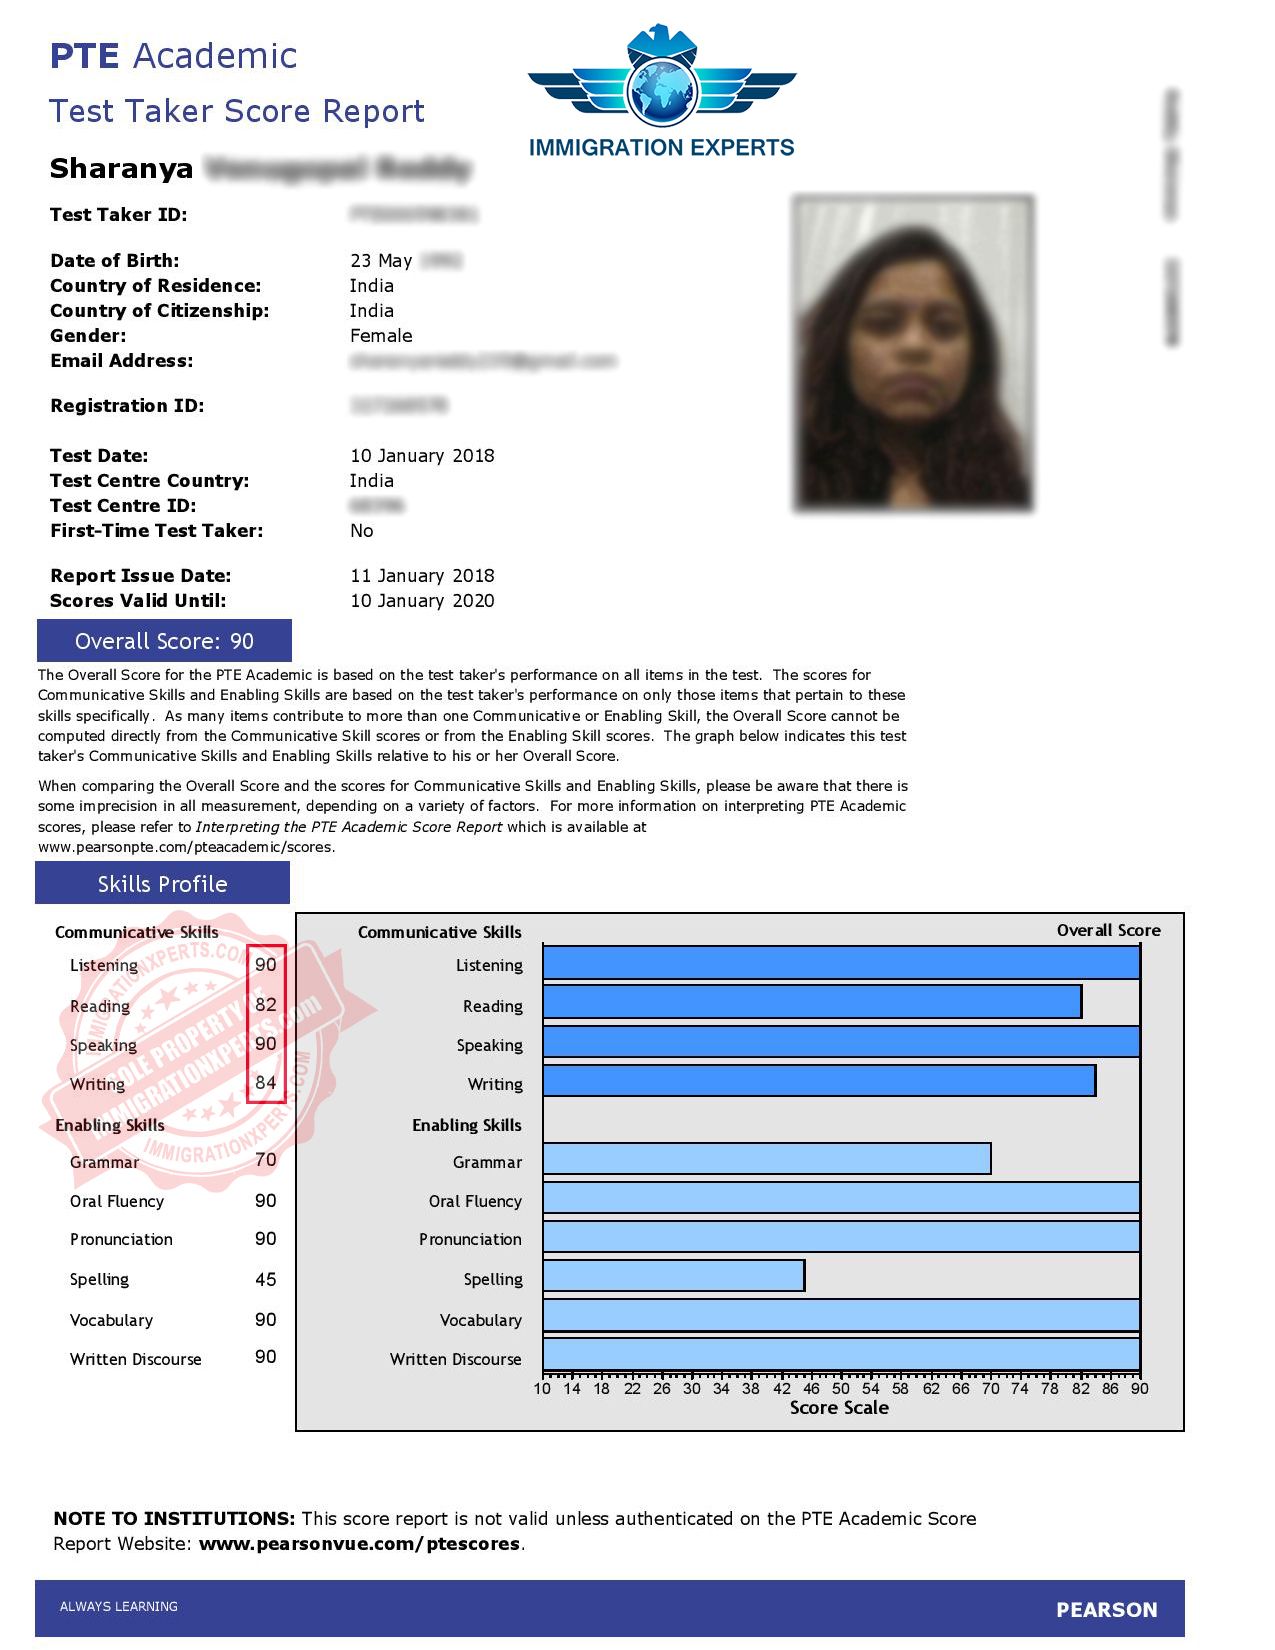 PTE Academic
Test Taker Score Report
IMMIGRATION EXPERTS
Sharanya
Test Taker ID:
Date of Birth: 23 May
Country of Residence: India
Country of Citizenship: India
Gender: Female
Email Address:
Registration ID:
Test Date: 10 January 2018
Test Centre Country: India
Test Centre ID:
First-Time Test Taker: No
Report Issue Date: 11 January 2018
Scores Valid Until: 10 January 2020
Overall Score: 90
The Overall Score for the PTE Academic is based on the test taker's performance on all items in the test. The scores for
Communicative Skills and Enabling Skills are based on the test taker's performance on only those items that pertain to these
skills specifically. As many items contribute to more than one Communicative or Enabling Skill, the Overall Score cannot be
computed directly from the Communicative Skill scores or from the Enabling Skill scores. The graph below indicates this test
taker's Communicative Skills and Enabling Skills relative to his or her Overall Score.
When comparing the Overall Score and the scores for Communicative Skills and Enabling Skills, please be aware that there is
some imprecision in all measurement, depending on a variety of factors. For more information on interpreting PTE Academic
scores, please refer to Interpreting the PTE Academic Score Report which is available at
www.pearsonpte.com/pteacademic/scores.
Skills Profile
Communicative Skills
Listening 90
Reading 82
Speaking 90
Writing 84
Enabling Skills
Grammar 70
Oral Fluency 90
Pronunciation 90
Spelling 45
Vocabulary 90
Written Discourse 90
IMMIGRATIONXPERTS.COM
SOLE PROPERTY OF
IMMIGRATIONXPERTS.com
IMMIGRATIONXPERTS.COM
Communicative Skills Overall Score
Listening
Reading
Speaking
Writing
Enabling Skills
Grammar
Oral Fluency
Pronunciation
Spelling
Vocabulary
Written Discourse
10 14 18 22 26 30 34 38 42 46 50 54 58 62 66 70 74 78 82 86 90
Score Scale
NOTE TO INSTITUTIONS: This score report is not valid unless authenticated on the PTE Academic Score
Report Website: www.pearsonvue.com/ptescores.
ALWAYS LEARNING PEARSON